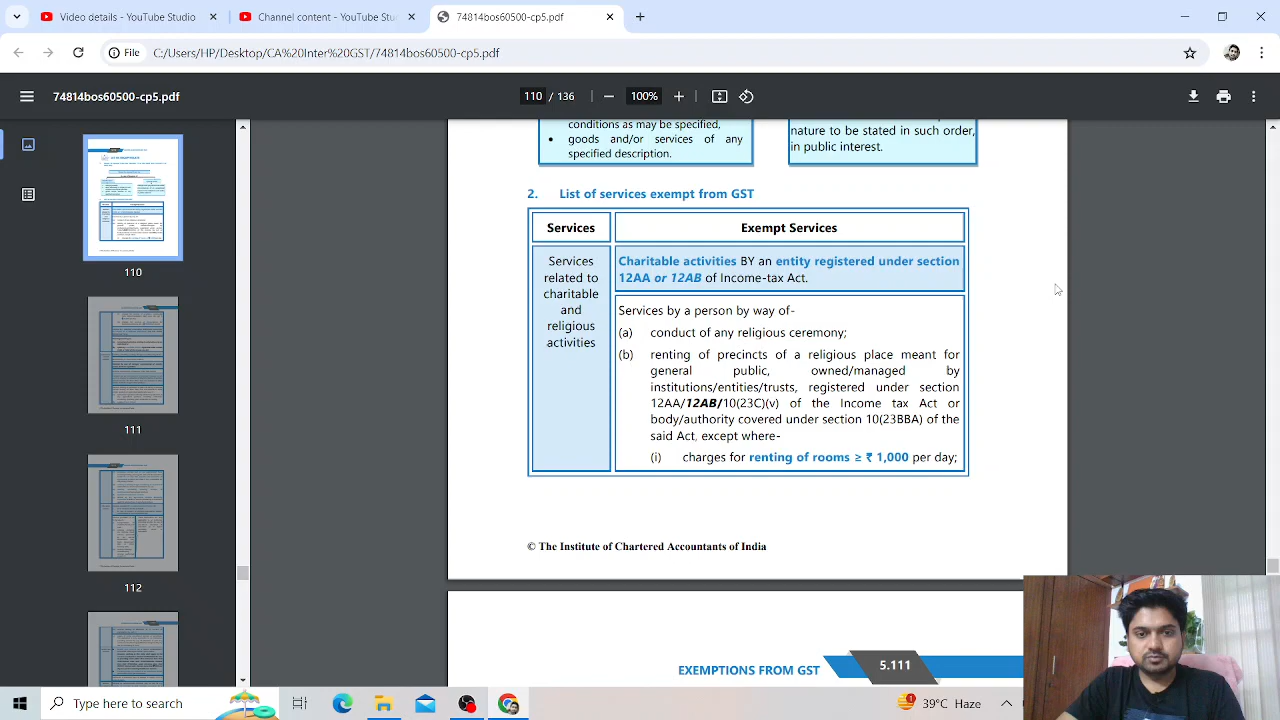 Video details - YouTube Studio
Channel content - YouTube Stu
74814bos60500-cp5.pdf
File
C:/Users/HP/Desktop/CA%20Inter%20GST/74814bos60500-cp5.pdf
74814bos60500-cp5.pdf
110 / 136
100%
conditions as may be specified,
• goods and/or services of any
specified description.
nature to be stated in such order,
in public interest.
2. List of services exempt from GST
Services
Exempt Services
Services
related to
charitable
and
religious
activities
Charitable activities BY an entity registered under section
12AA or 12AB of Income-tax Act.
Services by a person by way of-
(a) conduct of any religious ceremony;
(b) renting of precincts of a religious place meant for
general public, owned/managed by
institutions/entities/trusts, registered under section
12AA/12AB/10(23C)(v) of the Income tax Act or
body/authority covered under section 10(23BBA) of the
said Act, except where-
(i) charges for renting of rooms ≥ ₹ 1,000 per day;
© The Institute of Chartered Accountants of India
EXEMPTIONS FROM GST
5.111
110
111
112
Type here to search
1
39°C Haze